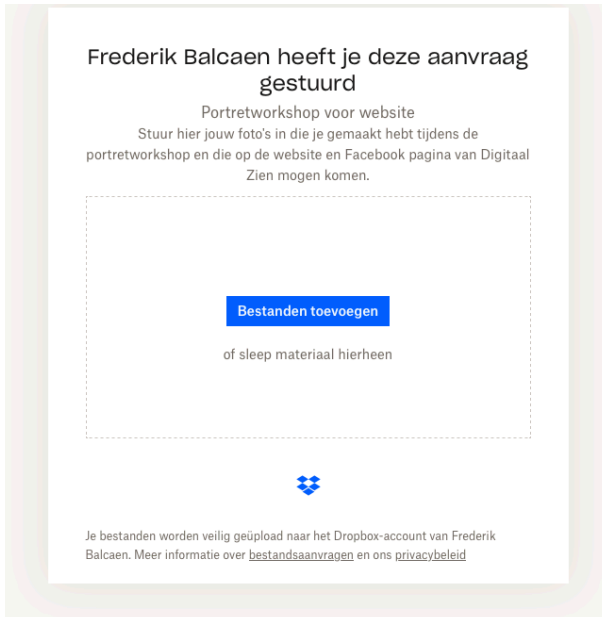 Frederik Balcaen heeft je deze aanvraag
gestuurd
Portretworkshop voor website
Stuur hier jouw foto's in die je gemaakt hebt tijdens de
portretworkshop en die op de website en Facebook pagina van Digitaal
Zien mogen komen.
Bestanden toevoegen
of sleep materiaal hierheen
Je bestanden worden veilig geüpload naar het Dropbox-account van Frederik
Balcaen. Meer informatie over bestandsaanvragen en ons privacybeleid